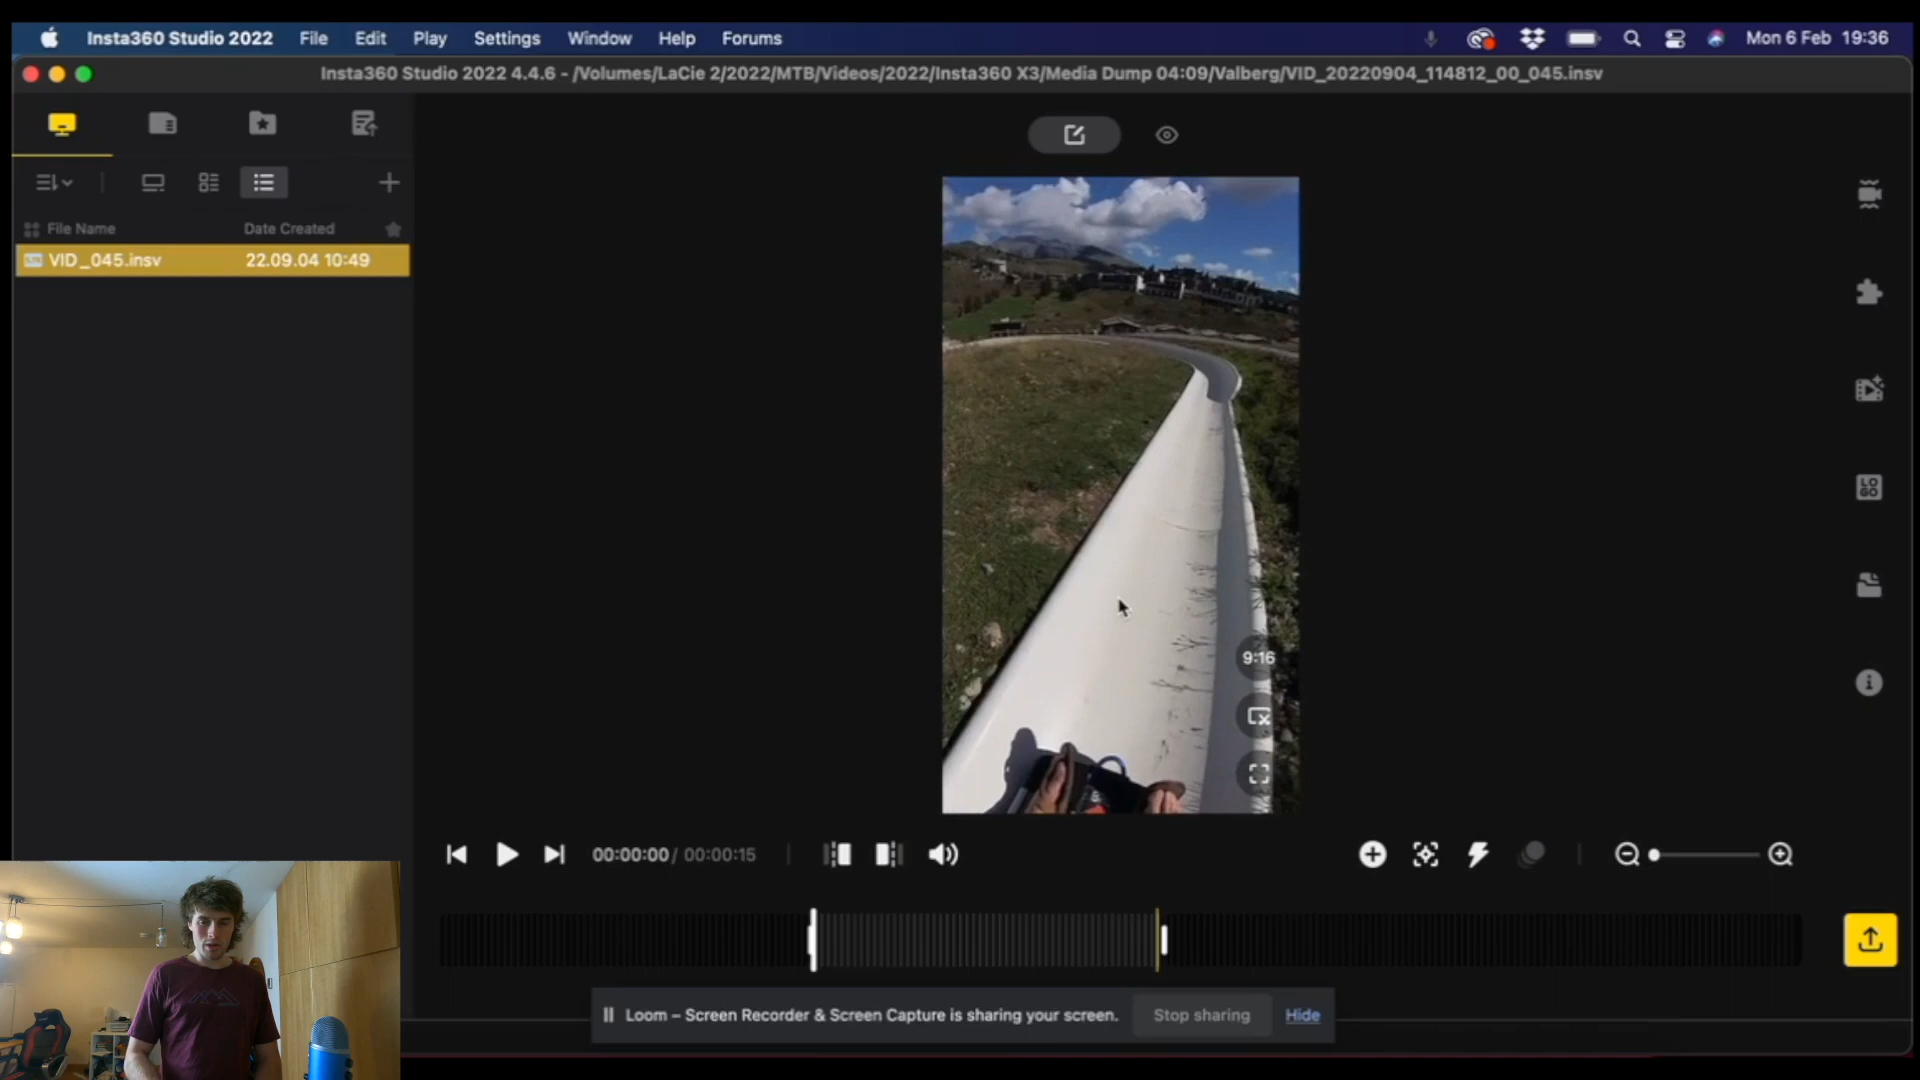 Insta360 Studio 2022 File Edit Play Settings Window Help Forums Mon 6 Feb 19:36
Insta360 Studio 2022 4.4.6 - /Volumes/LaCie 2/2022/MTB/Videos/2022/Insta360 X3/Media Dump 04:09/Valberg/VID_20220904_114812_00_045.insv
File Name Date Created
VID_045.insv 22.09.04 10:49
LOGO
9:16
00:00:00 / 00:00:15
Loom – Screen Recorder & Screen Capture is sharing your screen. Stop sharing Hide